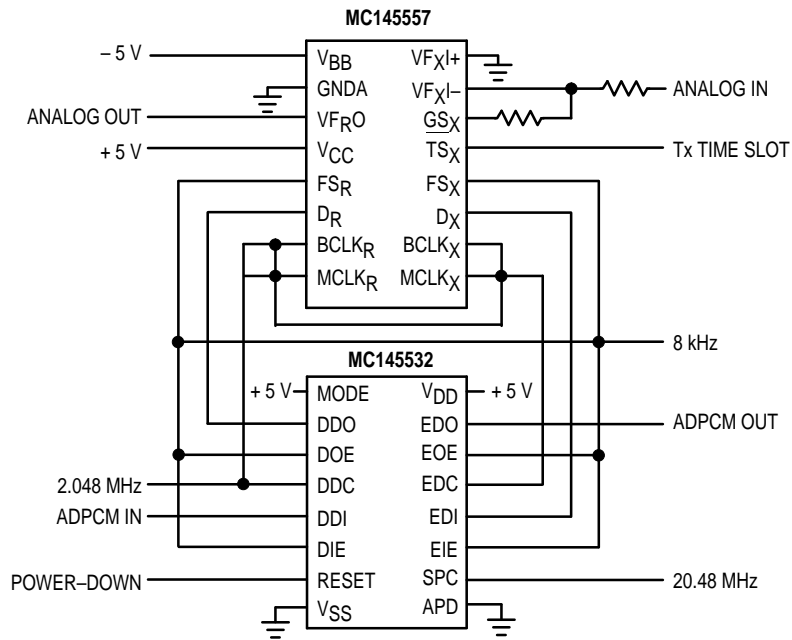 MC145557
– 5 V
VBB
VFXI+
GNDA
VFXI–
ANALOG IN
ANALOG OUT
VFRO
GSX
+ 5 V
VCC
TSX
Tx TIME SLOT
FSR
FSX
DR
DX
BCLKR
BCLKX
MCLKR
MCLKX
8 kHz
MC145532
+ 5 V
MODE
VDD
+ 5 V
DDO
EDO
ADPCM OUT
DOE
EOE
2.048 MHz
DDC
EDC
ADPCM IN
DDI
EDI
DIE
EIE
POWER–DOWN
RESET
SPC
20.48 MHz
VSS
APD